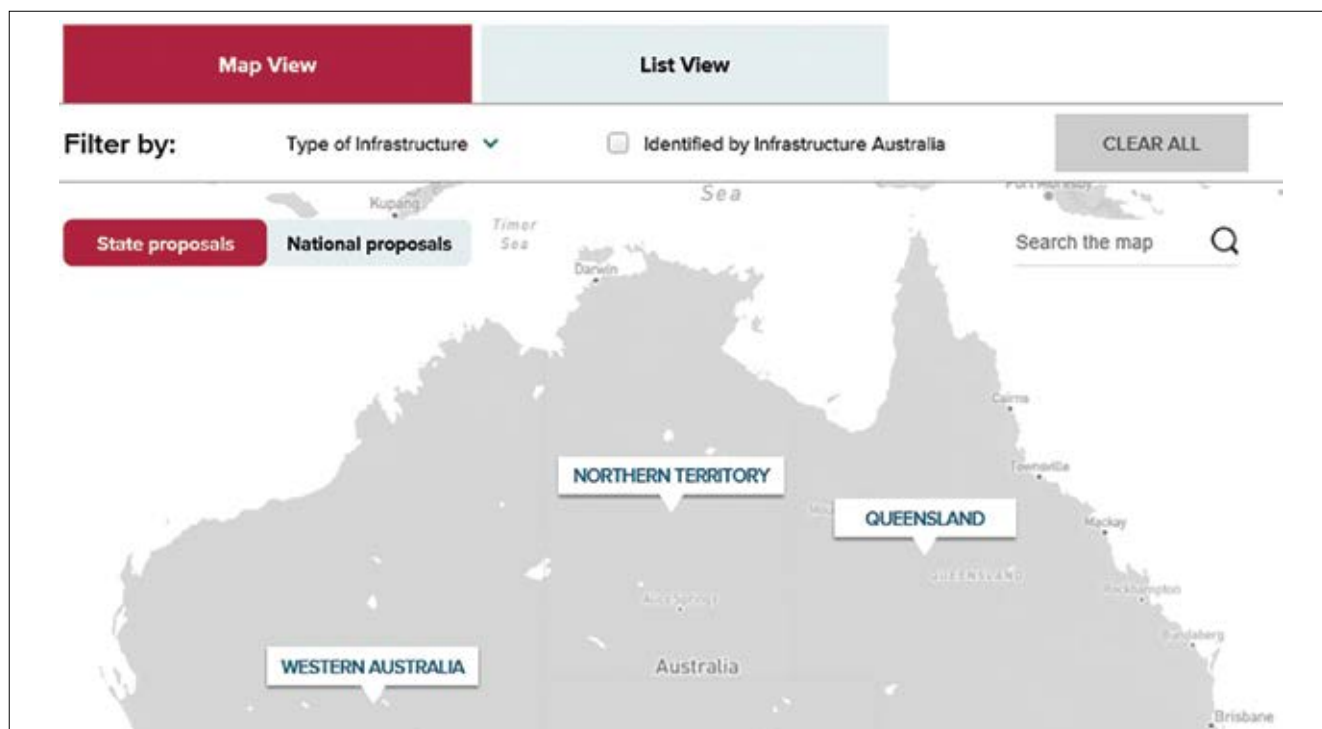 Map View
List View
Filter by:
Type of Infrastructure
Identified by Infrastructure Australia
CLEAR ALL
Sea
Kupang
Timor
Sea
State proposals
National proposals
Search the map
Darwin
Cairns
Townsville
NORTHERN TERRITORY
QUEENSLAND
Mackay
QUEENSLAND
Rockhampton
Alice Springs
Bundaberg
WESTERN AUSTRALIA
Australia
Brisbane